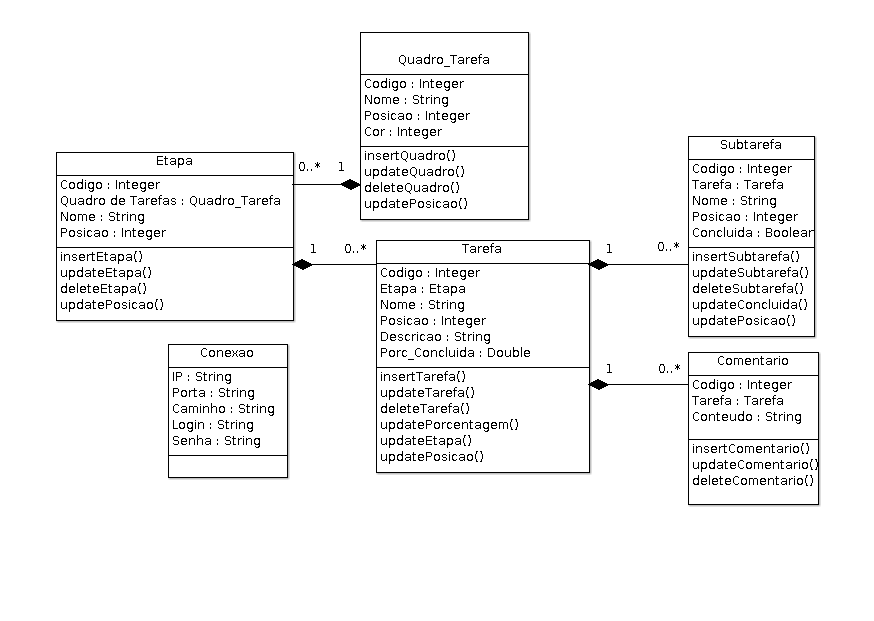 Quadro_Tarefa
Codigo : Integer
Nome : String
Posicao : Integer
Cor : Integer
insertQuadro()
updateQuadro()
deleteQuadro()
updatePosicao()
Etapa
Codigo : Integer
Quadro de Tarefas : Quadro_Tarefa
Nome : String
Posicao : Integer
insertEtapa()
updateEtapa()
deleteEtapa()
updatePosicao()
0..* 1
1 0..*
Tarefa
Codigo : Integer
Etapa : Etapa
Nome : String
Posicao : Integer
Descricao : String
Porc_Concluida : Double
insertTarefa()
updateTarefa()
deleteTarefa()
updatePorcentagem()
updateEtapa()
updatePosicao()
1 0..*
1 0..*
Subtarefa
Codigo : Integer
Tarefa : Tarefa
Nome : String
Posicao : Integer
Concluida : Boolean
insertSubtarefa()
updateSubtarefa()
deleteSubtarefa()
updateConcluida()
updatePosicao()
Conexao
IP : String
Porta : String
Caminho : String
Login : String
Senha : String
Comentario
Codigo : Integer
Tarefa : Tarefa
Conteudo : String
insertComentario()
updateComentario()
deleteComentario()